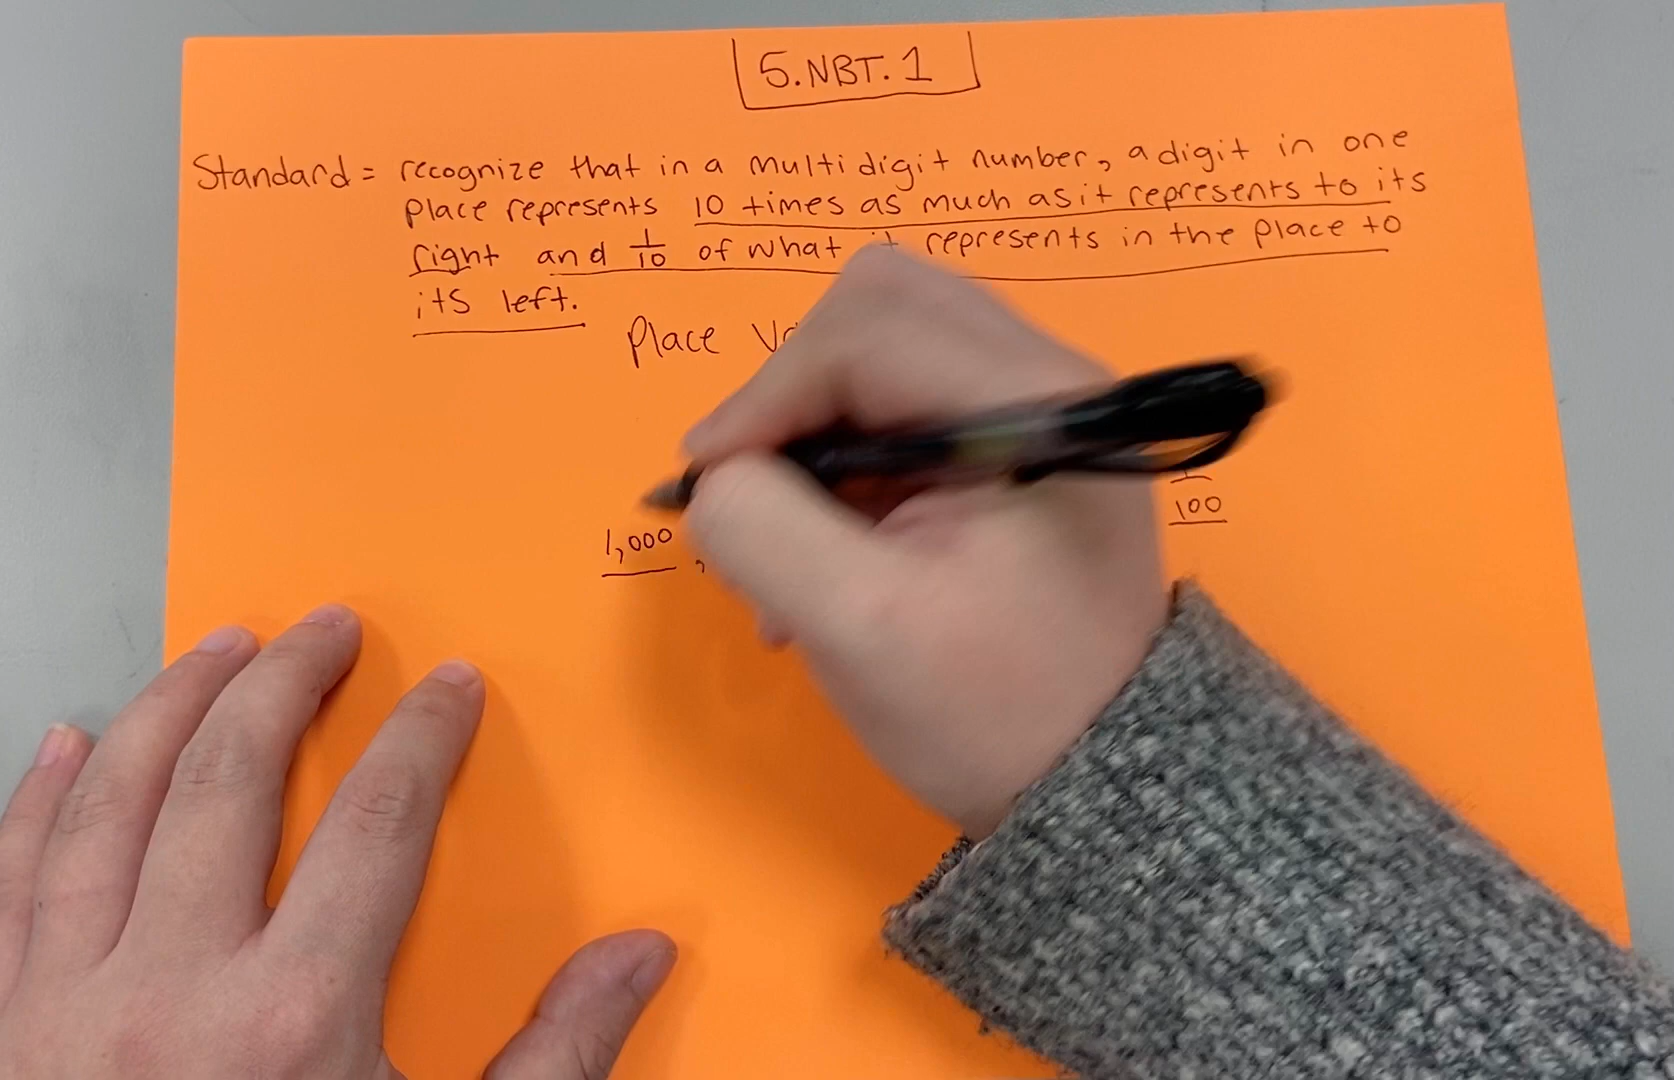 5.NBT.1
Standard = recognize that in a multidigit number, a digit in one
place represents 10 times as much as it represents to its
right and 1/10 of what it represents in the place to
its left.
Place
1,000 ,
1/100